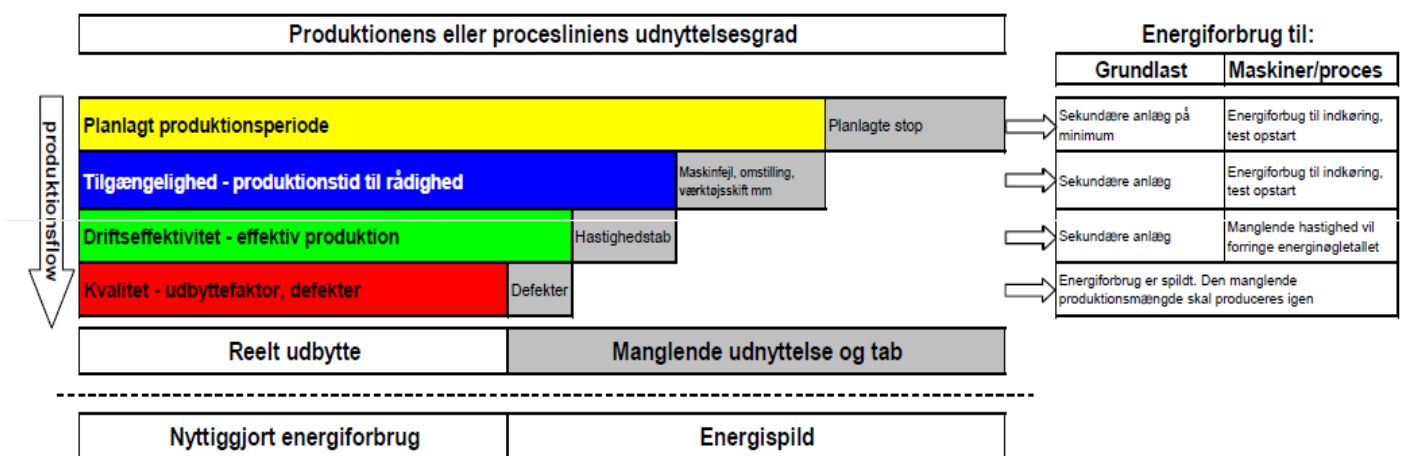 Produktionens eller procesliniens udnyttelsesgrad
Energiforbrug til:
Grundlast
Maskiner/proces
produktionsflow
Planlagt produktionsperiode
Planlagte stop
Sekundære anlæg på
minimum
Energiforbug til indkøring,
test opstart
Tilgængelighed - produktionstid til rådighed
Maskinfejl, omstilling,
værktøjsskift mm
Sekundære anlæg
Energiforbug til indkøring,
test opstart
Driftseffektivitet - effektiv produktion
Hastighedstab
Sekundære anlæg
Manglende hastighed vil
forringe energinøgletallet
Kvalitet - udbyttefaktor, defekter
Defekter
Energiforbrug er spildt. Den manglende
produktionsmængde skal produceres igen
Reelt udbytte
Manglende udnyttelse og tab
Nyttiggjort energiforbrug
Energispild